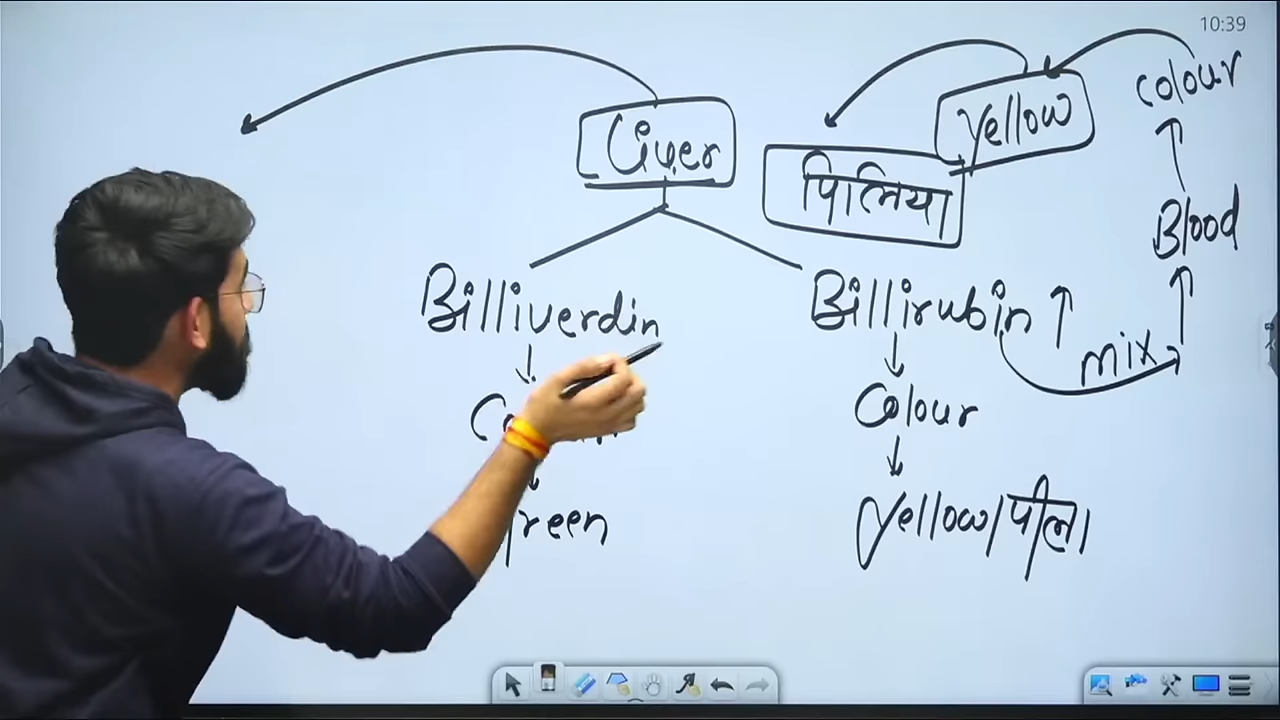 10:39
colour
Yellow
Liver
पिलिया
Blood
Billiverdin
Billirubin
mix
Colour
reen
Yellow/पीला